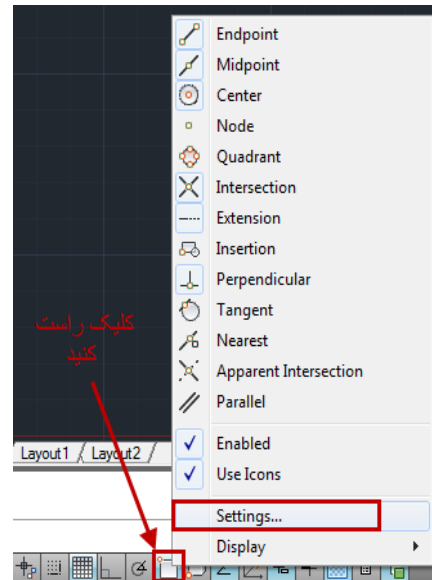 Endpoint
Midpoint
Center
Node
Quadrant
Intersection
Extension
Insertion
Perpendicular
Tangent
Nearest
Apparent Intersection
Parallel
Enabled
Use Icons
Settings...
Display
کلیک راست
کنید
Layout1 / Layout2 /